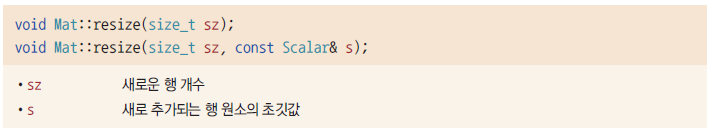 void Mat::resize(size_t sz);
void Mat::resize(size_t sz, const Scalar& s);
• sz 새로운 행 개수
• s 새로 추가되는 행 원소의 초깃값